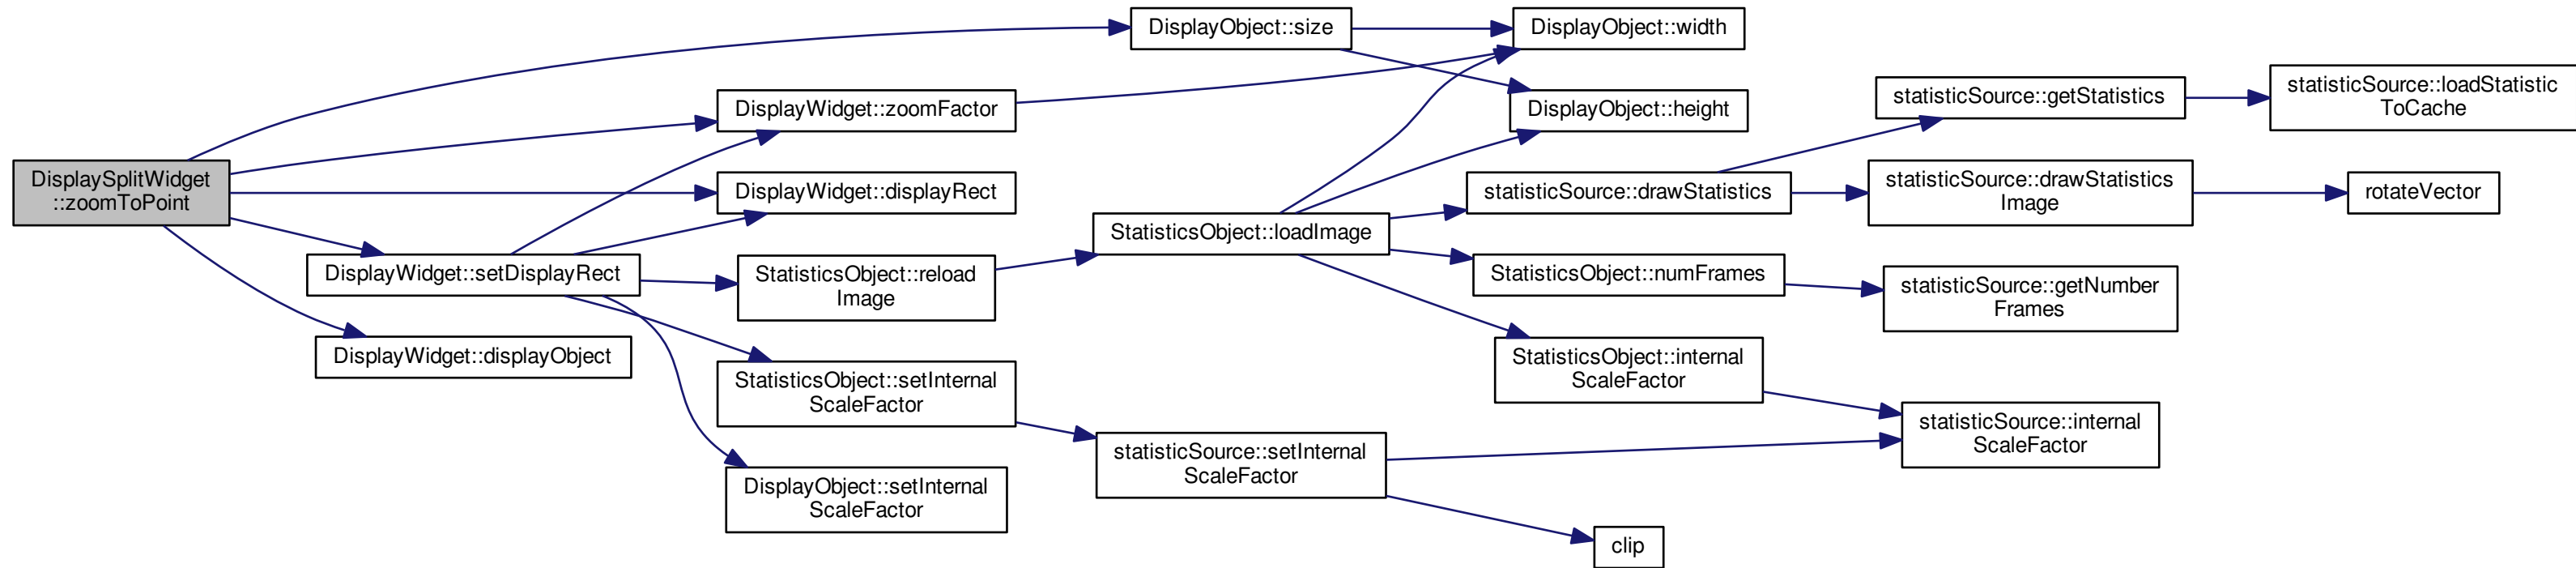 DisplaySplitWidget
::zoomToPoint
DisplayWidget::setDisplayRect
DisplayWidget::displayObject
DisplayWidget::zoomFactor
DisplayWidget::displayRect
StatisticsObject::reload
Image
StatisticsObject::setInternal
ScaleFactor
DisplayObject::setInternal
ScaleFactor
DisplayObject::size
StatisticsObject::loadImage
statisticSource::setInternal
ScaleFactor
DisplayObject::width
DisplayObject::height
statisticSource::drawStatistics
StatisticsObject::numFrames
StatisticsObject::internal
ScaleFactor
clip
statisticSource::getStatistics
statisticSource::drawStatistics
Image
statisticSource::getNumber
Frames
statisticSource::internal
ScaleFactor
statisticSource::loadStatistic
ToCache
rotateVector